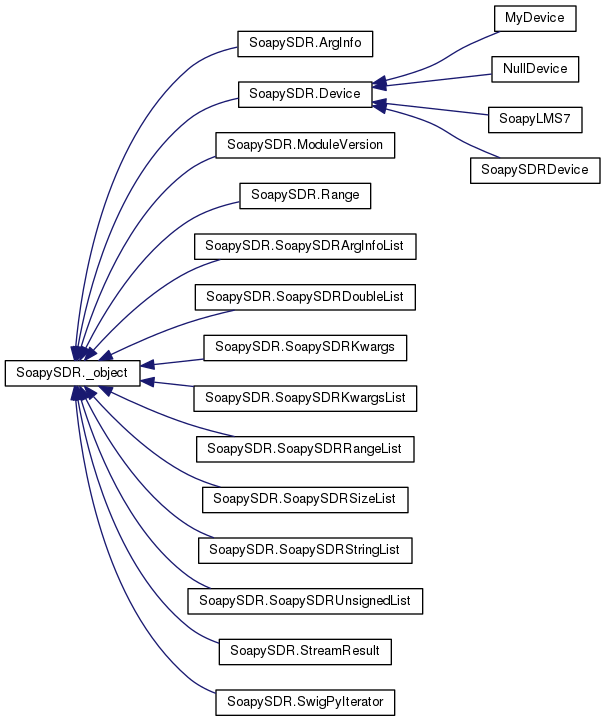 MyDevice
SoapySDR.ArgInfo
NullDevice
SoapySDR.Device
SoapyLMS7
SoapySDR.ModuleVersion
SoapySDRDevice
SoapySDR.Range
SoapySDR.SoapySDRArgInfoList
SoapySDR.SoapySDRDoubleList
SoapySDR.SoapySDRKwargs
SoapySDR._object
SoapySDR.SoapySDRKwargsList
SoapySDR.SoapySDRRangeList
SoapySDR.SoapySDRSizeList
SoapySDR.SoapySDRStringList
SoapySDR.SoapySDRUnsignedList
SoapySDR.StreamResult
SoapySDR.SwigPyIterator